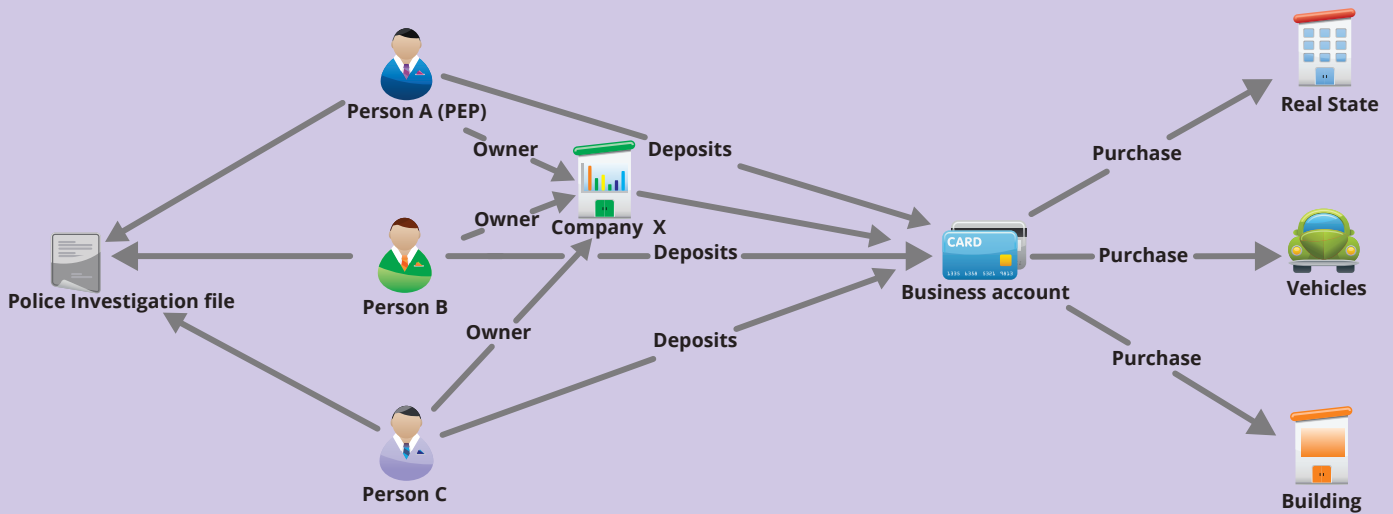 Person A (PEP)
Real State
Owner
Deposits
Purchase
Owner
Company X
CARD
Deposits
Purchase
Police Investigation file
Person B
Business account
Vehicles
Owner
Deposits
Purchase
Person C
Building